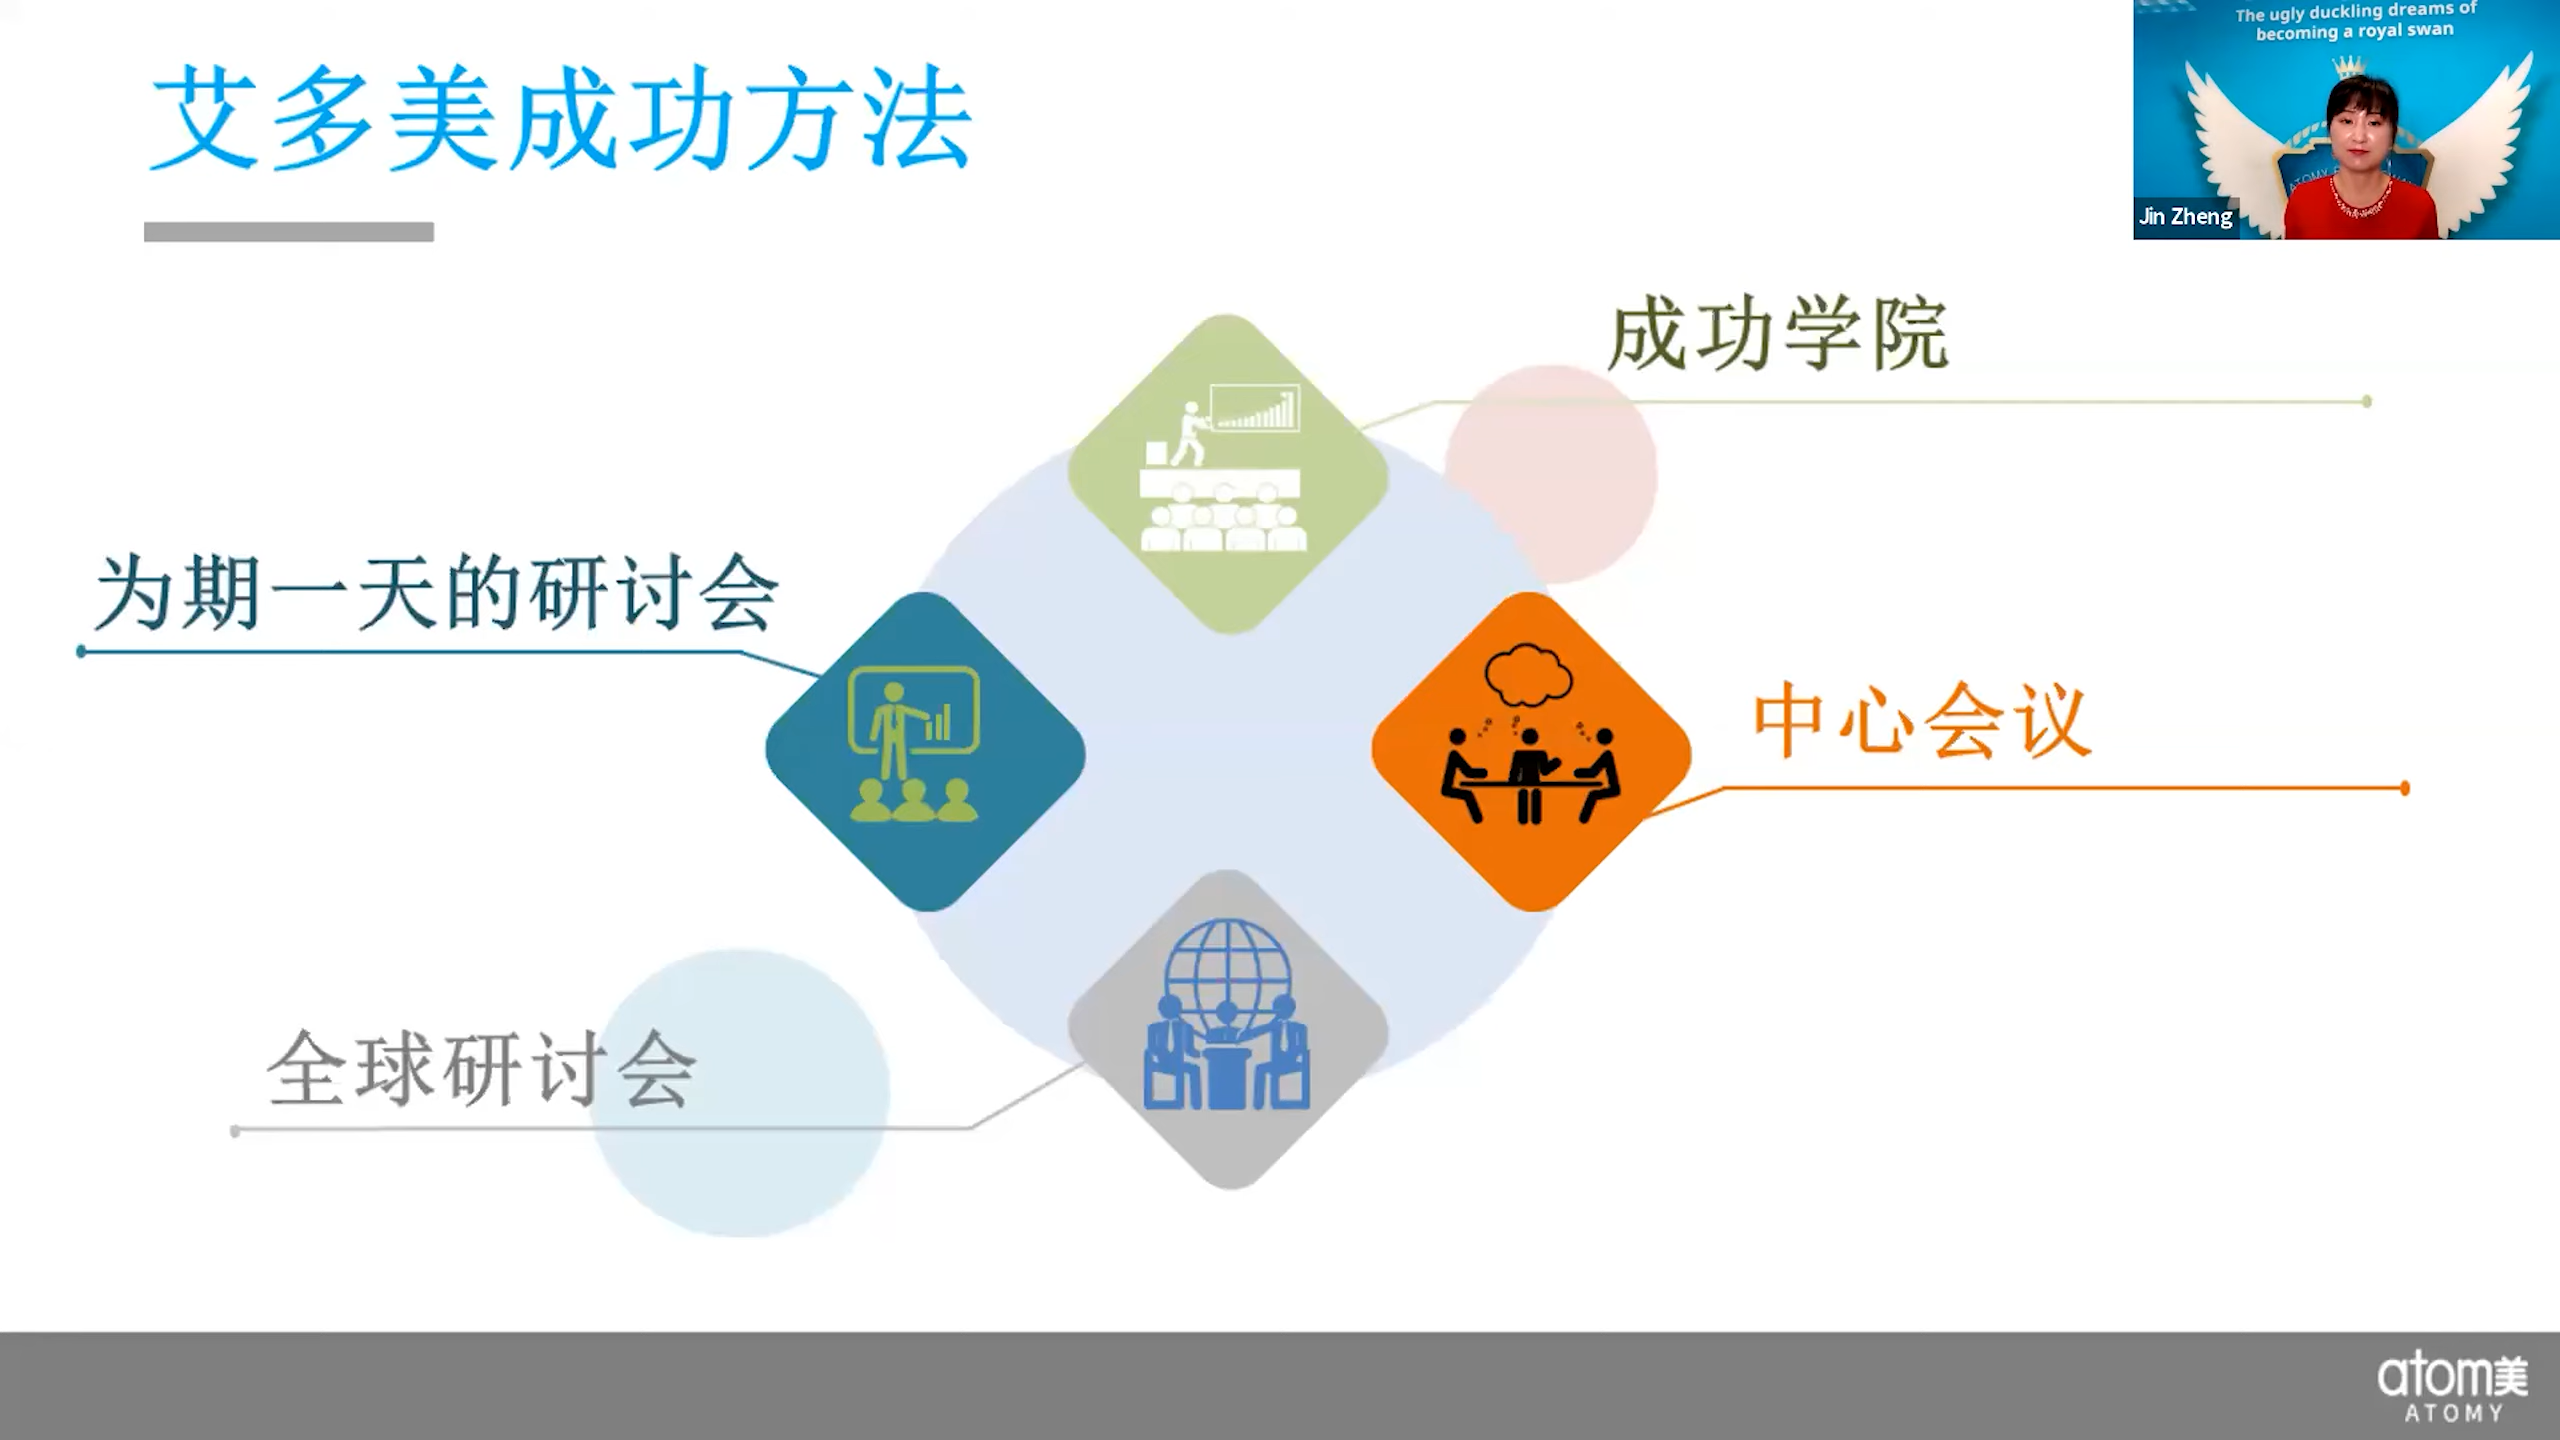 艾多美成功方法
The ugly duckling dreams of
becoming a royal swan
Jin Zheng
成功学院
为期一天的研讨会
中心会议
全球研讨会
atom美
ATOMY